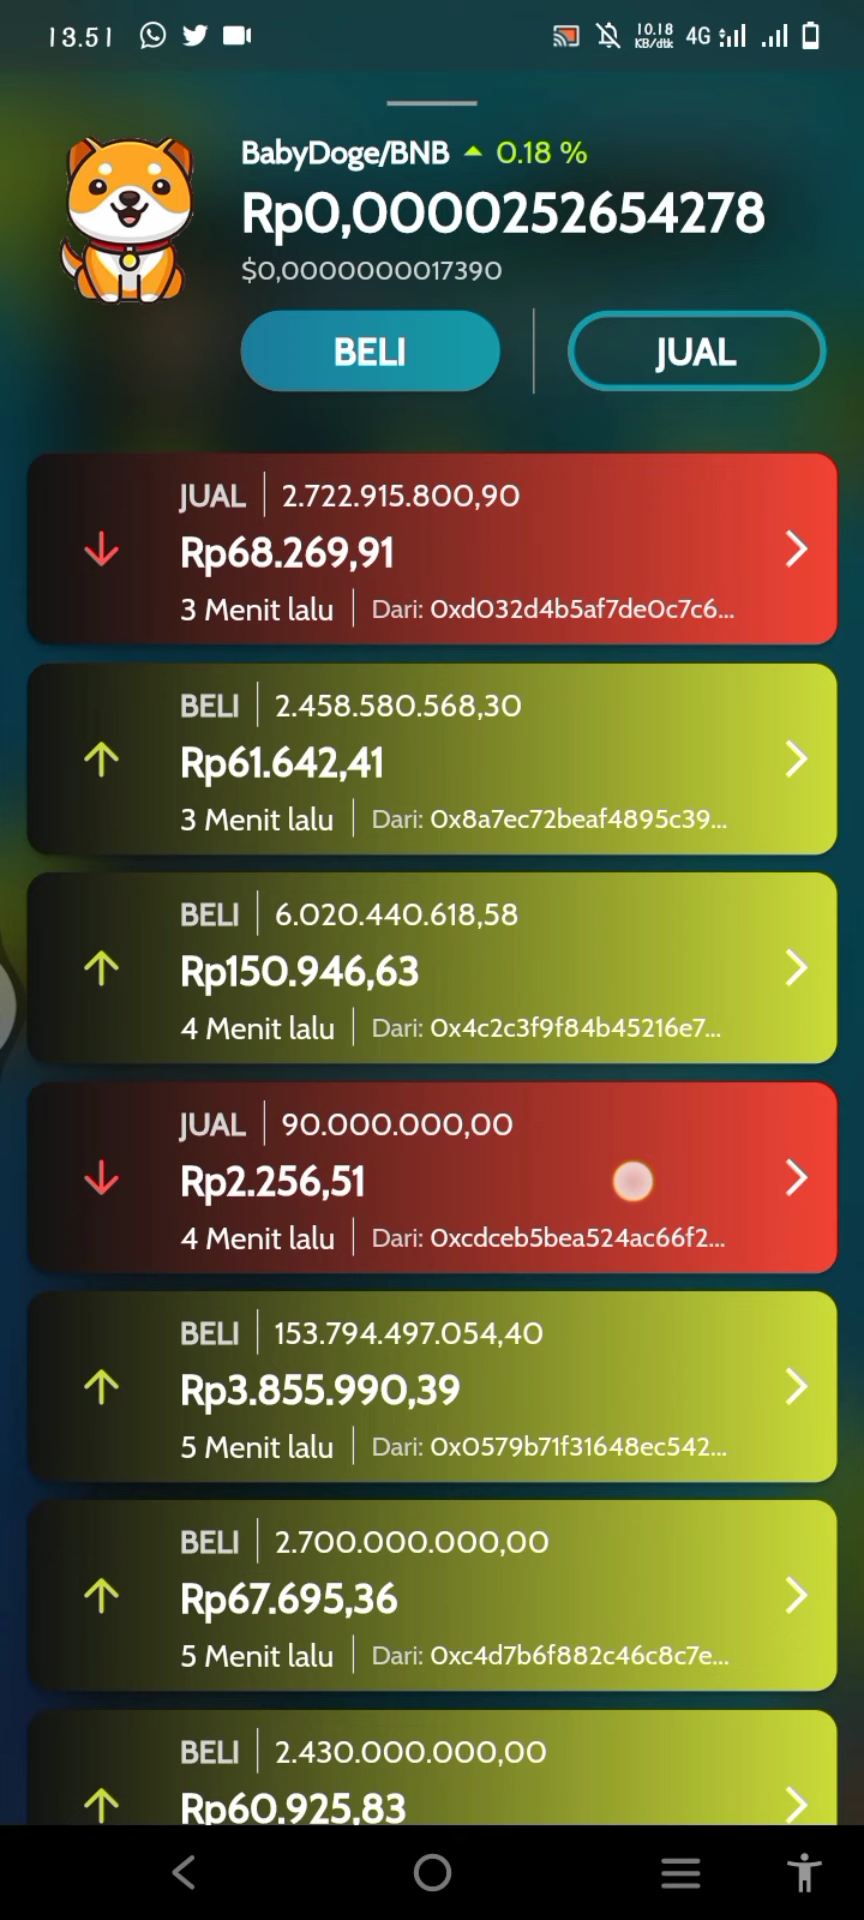 13.51
10.18
KB/dtk
4G
BabyDoge/BNB 0.18 %
Rp0,0000252654278
$0,0000000017390
BELI
JUAL
JUAL 2.722.915.800,90
Rp68.269,91
3 Menit lalu Dari: 0xd032d4b5af7de0c7c6...
BELI 2.458.580.568,30
Rp61.642,41
3 Menit lalu Dari: 0x8a7ec72beaf4895c39...
BELI 6.020.440.618,58
Rp150.946,63
4 Menit lalu Dari: 0x4c2c3f9f84b45216e7...
JUAL 90.000.000,00
Rp2.256,51
4 Menit lalu Dari: 0xcdceb5bea524ac66f2...
BELI 153.794.497.054,40
Rp3.855.990,39
5 Menit lalu Dari: 0x0579b71f31648ec542...
BELI 2.700.000.000,00
Rp67.695,36
5 Menit lalu Dari: 0xc4d7b6f882c46c8c7e...
BELI 2.430.000.000,00
Rp60.925,83